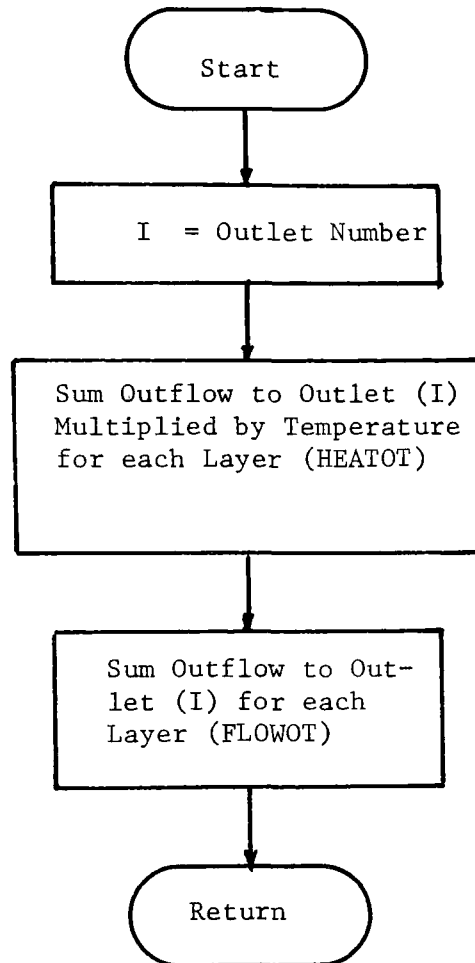 Start
I = Outlet Number
Sum Outflow to Outlet (I)
Multiplied by Temperature
for each Layer (HEATOT)
Sum Outflow to Out-
let (I) for each
Layer (FLOWOT)
Return